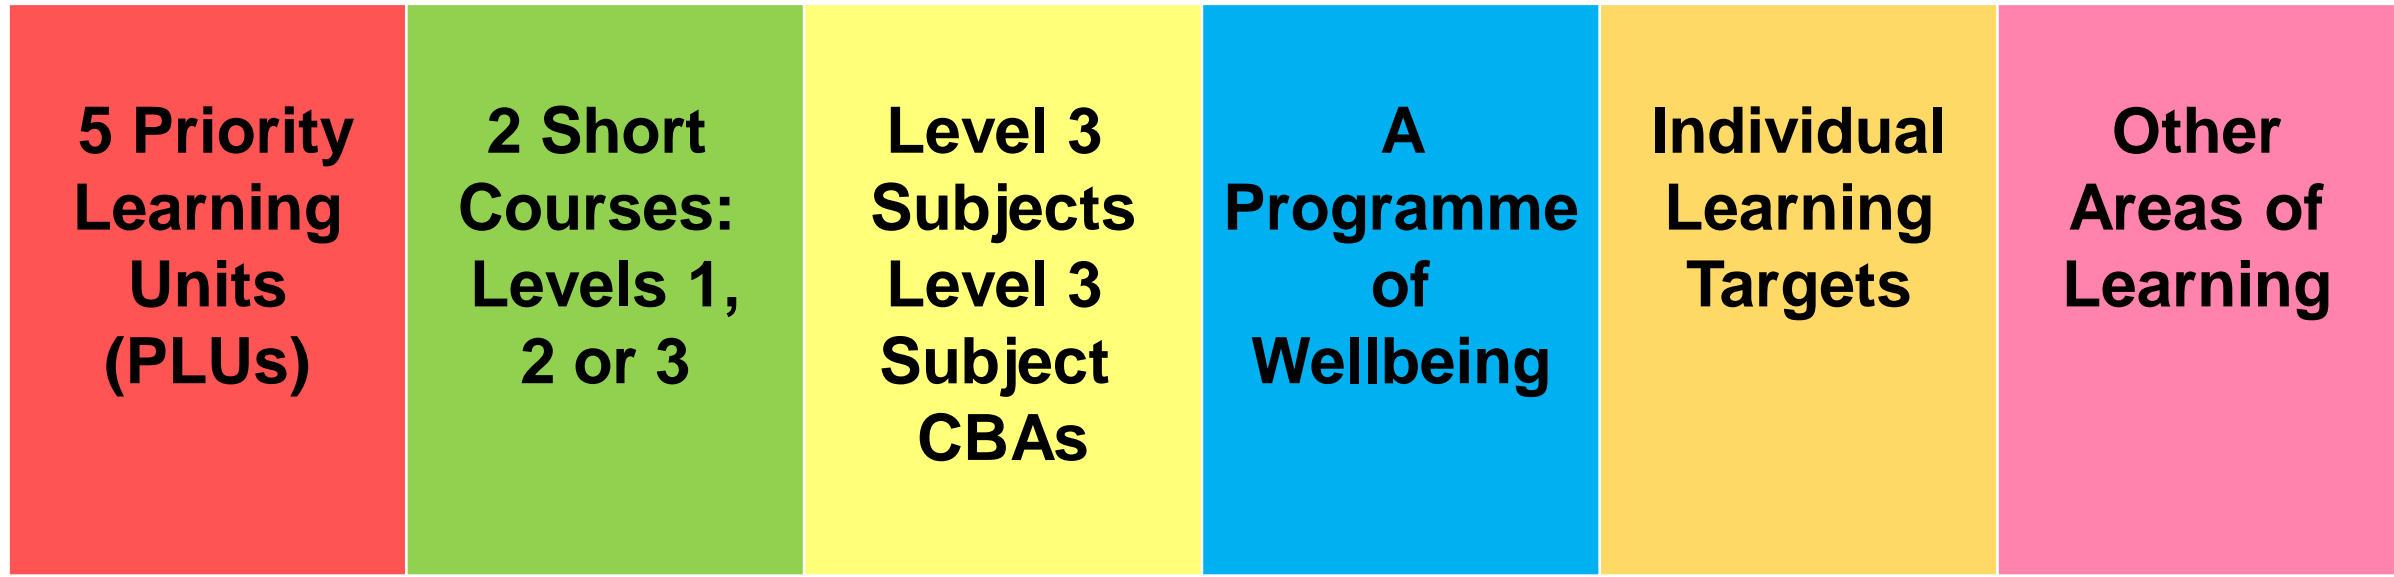 5 Priority
Learning
Units
(PLUs)
2 Short
Courses:
Levels 1,
2 or 3
Level 3
Subjects
Level 3
Subject
CBAs
A
Programme
of
Wellbeing
Individual
Learning
Targets
Other
Areas of
Learning